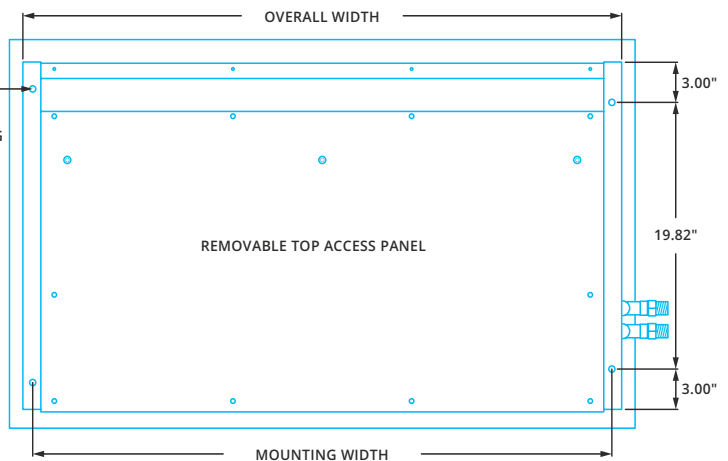 OVERALL WIDTH
3.00"
19.82"
REMOVABLE TOP ACCESS PANEL
3.00"
MOUNTING WIDTH